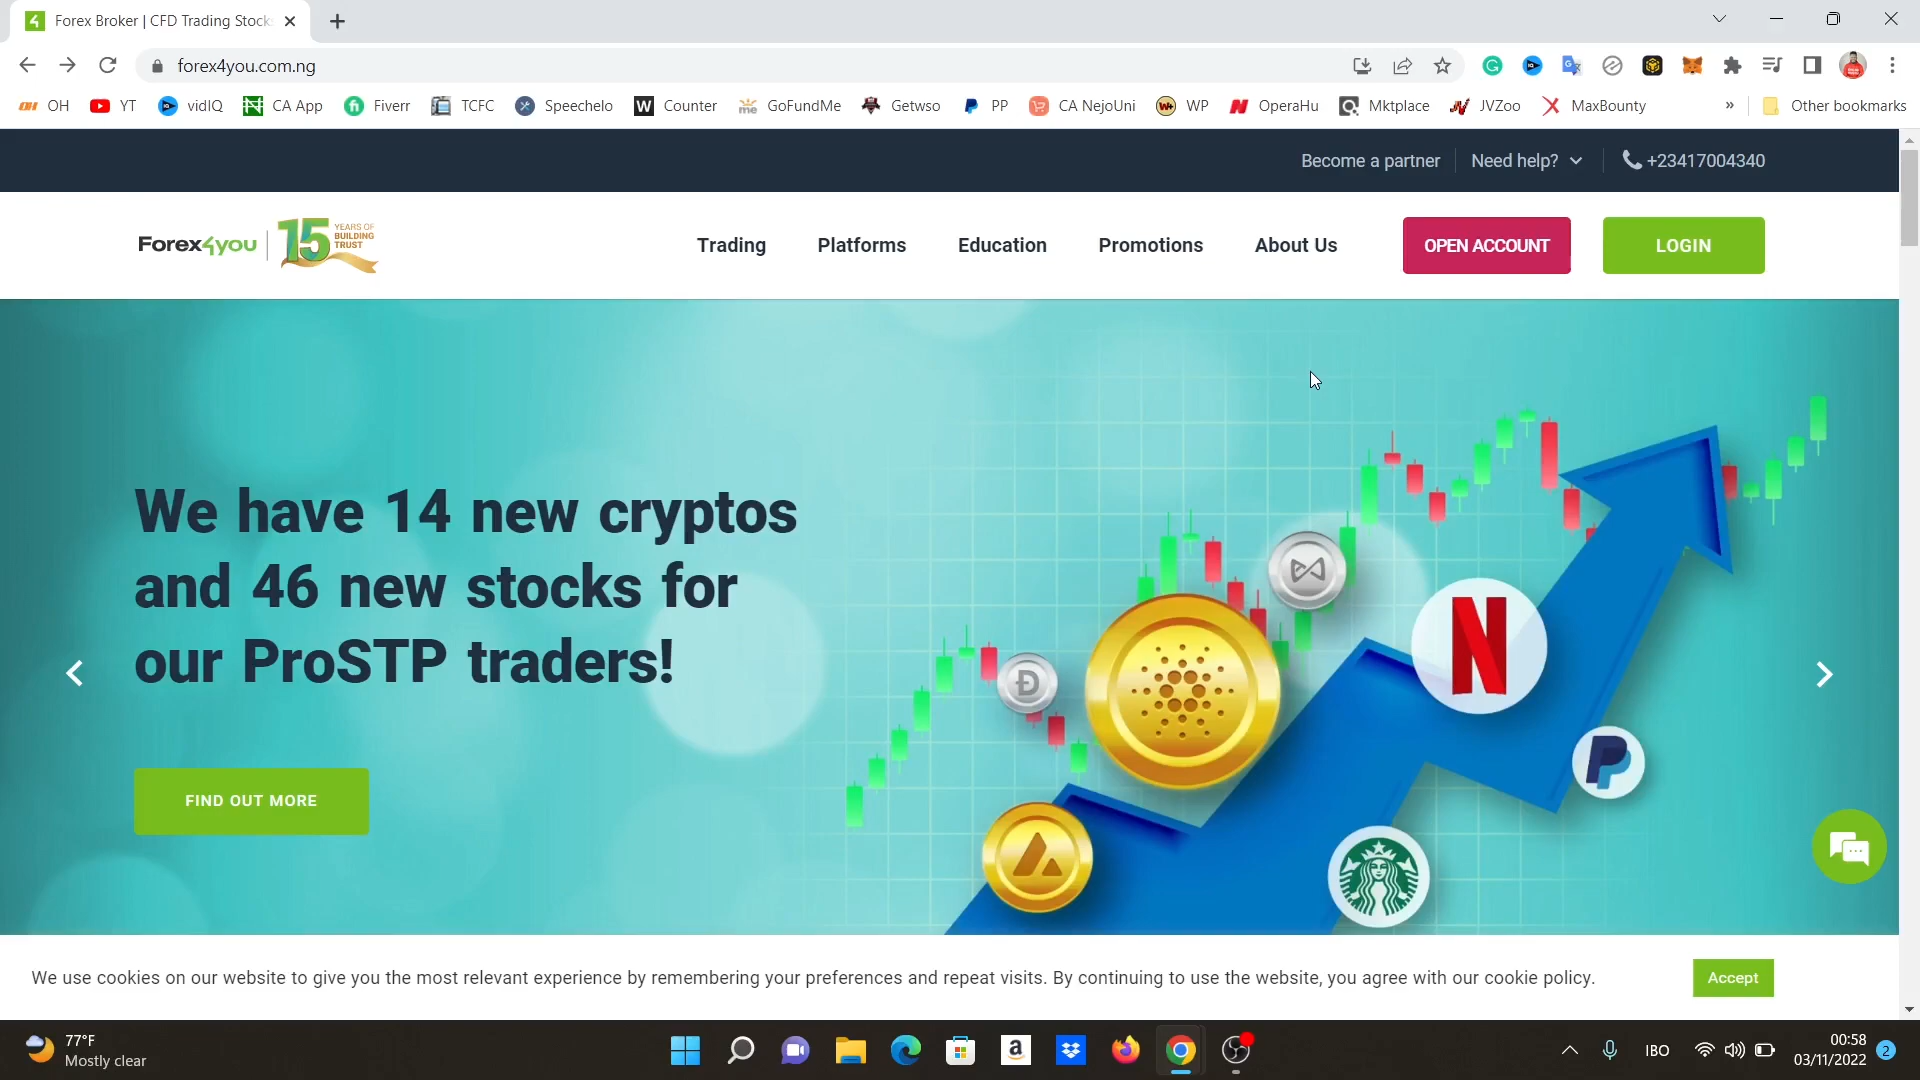 Forex Broker | CFD Trading Stock
forex4you.com.ng
OH YT vidIQ CA App Fiverr TCFC Speechelo Counter GoFundMe Getwso PP CA NejoUni WP OperaHu Mktplace JVZoo MaxBounty » Other bookmarks
Become a partner Need help? +23417004340
Forex4you 15 YEARS OF BUILDING TRUST
Trading Platforms Education Promotions About Us OPEN ACCOUNT LOGIN
We have 14 new cryptos
and 46 new stocks for
our ProSTP traders!
FIND OUT MORE
We use cookies on our website to give you the most relevant experience by remembering your preferences and repeat visits. By continuing to use the website, you agree with our cookie policy. Accept
77°F
Mostly clear
IBO
00:58
03/11/2022
2